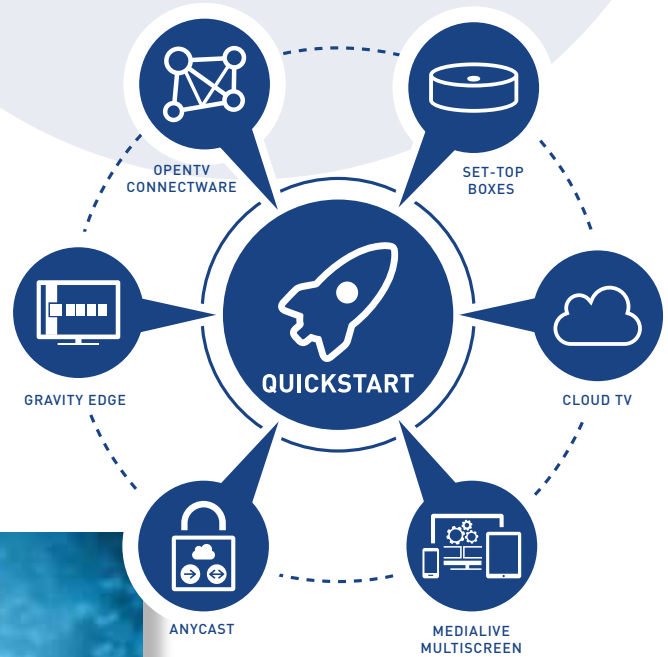 OPENTV
CONNECTWARE
SET-TOP
BOXES
QUICKSTART
GRAVITY EDGE
CLOUD TV
ANYCAST
MEDIALIVE
MULTISCREEN